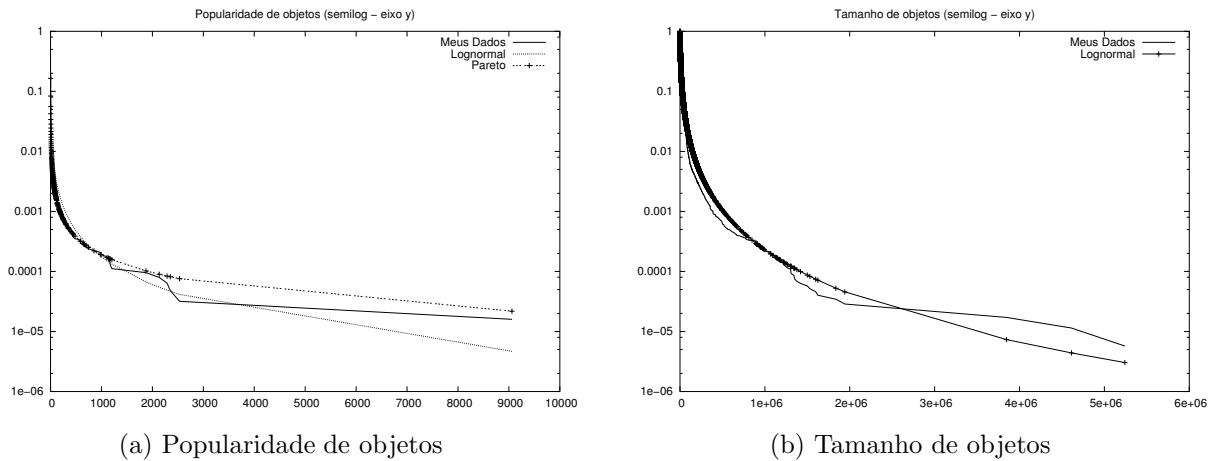 Popularidade de objetos (semilog – eixo y)
1
0.1
0.01
0.001
0.0001
1e-05
1e-06
0 1000 2000 3000 4000 5000 6000 7000 8000 9000 10000
Meus Dados
Lognormal
Pareto
(a) Popularidade de objetos
Tamanho de objetos (semilog – eixo y)
1
0.1
0.01
0.001
0.0001
1e-05
1e-06
0 1e+06 2e+06 3e+06 4e+06 5e+06 6e+06
Meus Dados
Lognormal
(b) Tamanho de objetos